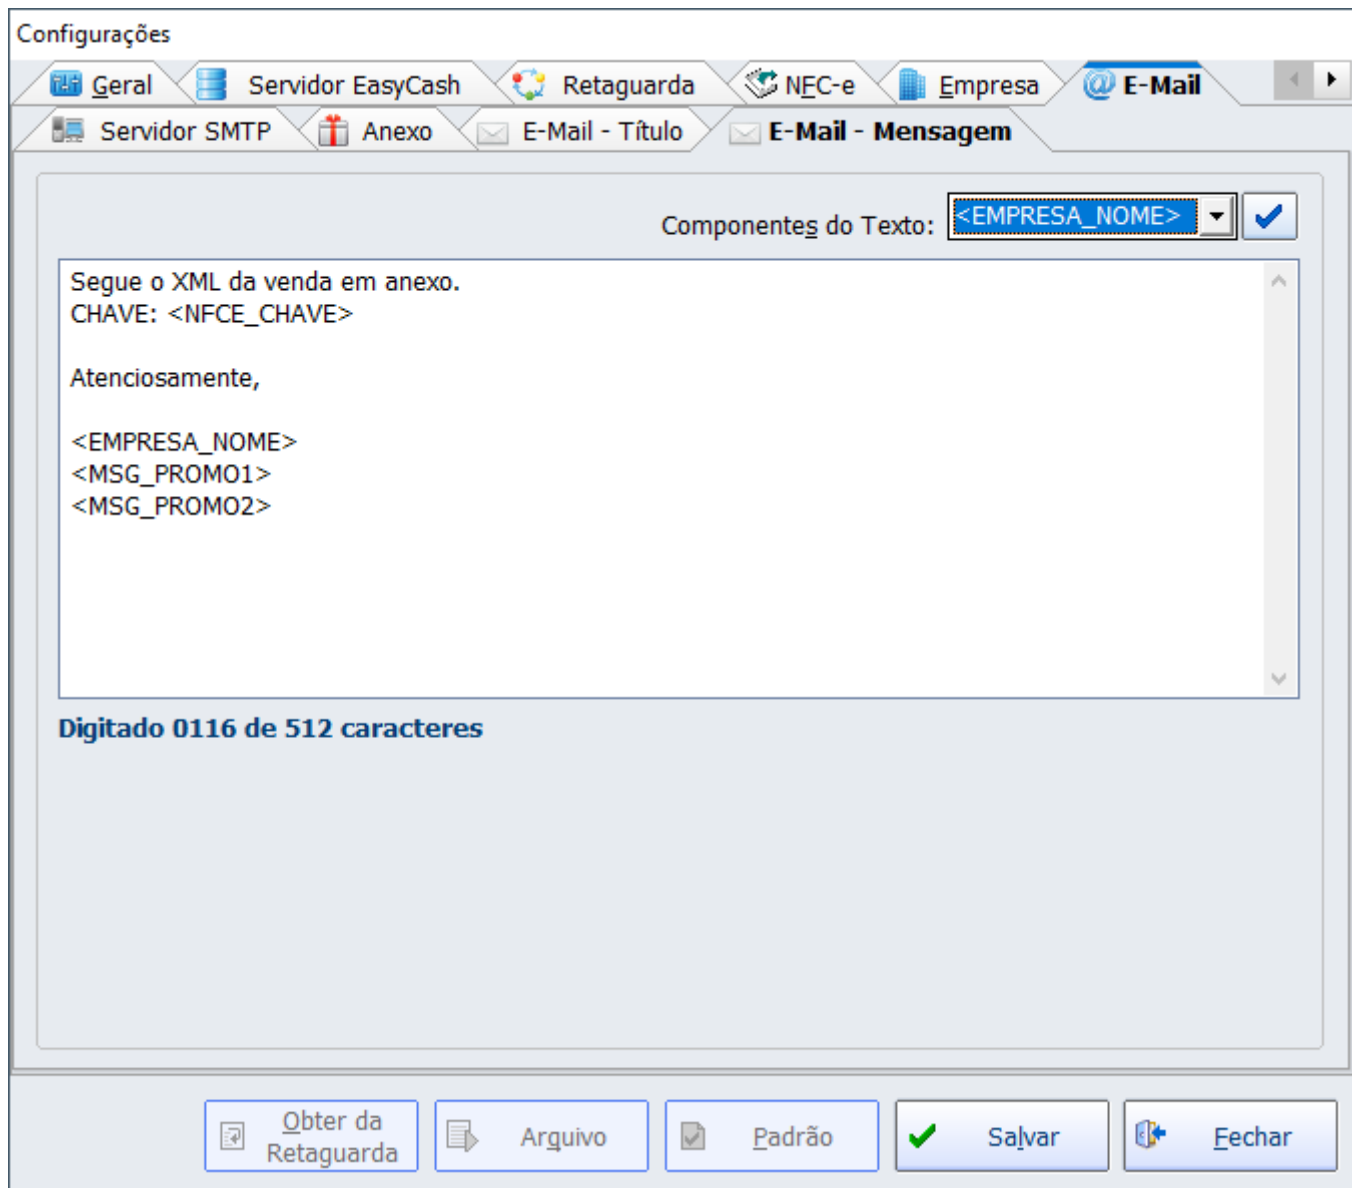 Configurações
Geral Servidor EasyCash Retaguarda NFC-e Empresa E-Mail
Servidor SMTP Anexo E-Mail - Título E-Mail - Mensagem
Componentes do Texto: <EMPRESA_NOME>
Segue o XML da venda em anexo.
CHAVE: <NFCE_CHAVE>
Atenciosamente,
<EMPRESA_NOME>
<MSG_PROMO1>
<MSG_PROMO2>
Digitado 0116 de 512 caracteres
Obter da
Retaguarda
Arquivo
Padrão
Salvar
Fechar